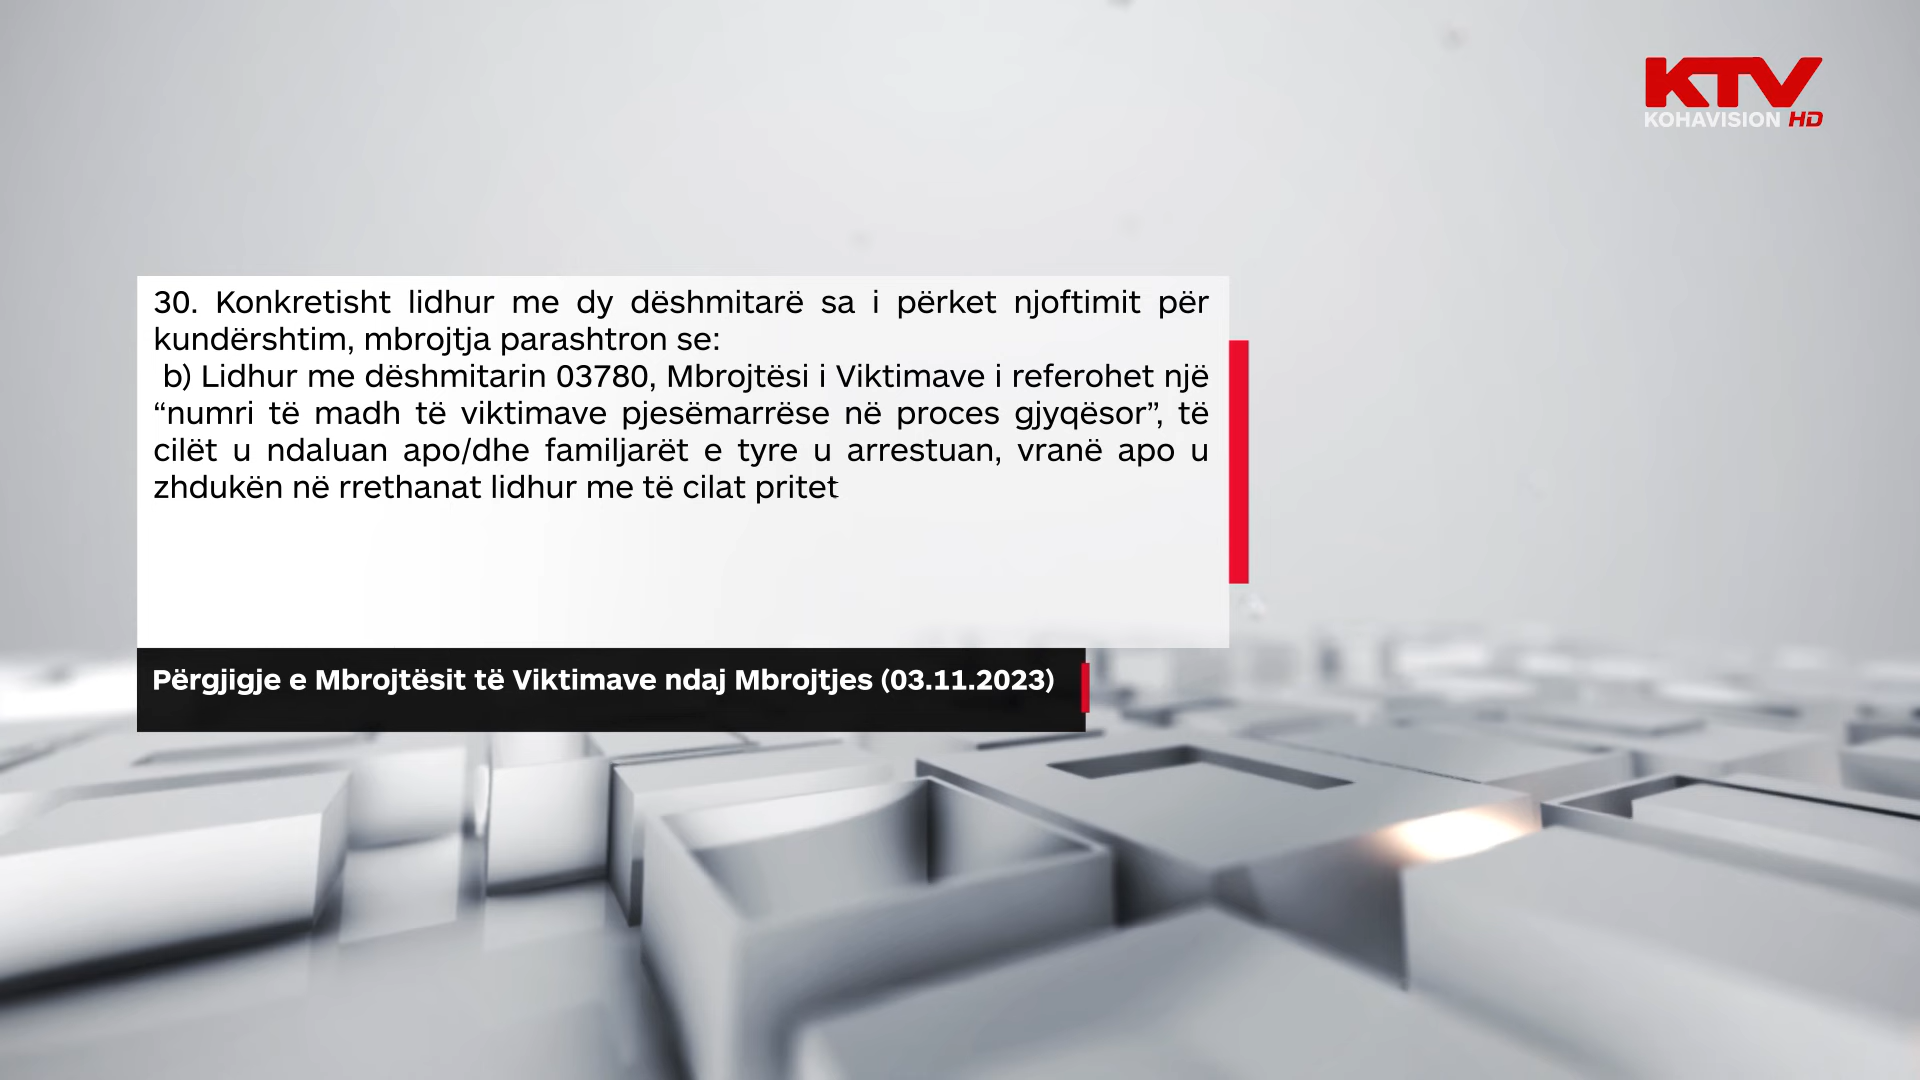 KTV
KOHAVISION HD
30. Konkretisht lidhur me dy dëshmitarë sa i përket njoftimit për
kundërshtim, mbrojtja parashtron se:
b) Lidhur me dëshmitarin 03780, Mbrojtësi i Viktimave i referohet një
“numri të madh të viktimave pjesëmarrëse në proces gjyqësor”, të
cilët u ndaluan apo/dhe familjarët e tyre u arrestuan, vranë apo u
zhdukën në rrethanat lidhur me të cilat pritet
Përgjigje e Mbrojtësit të Viktimave ndaj Mbrojtjes (03.11.2023)